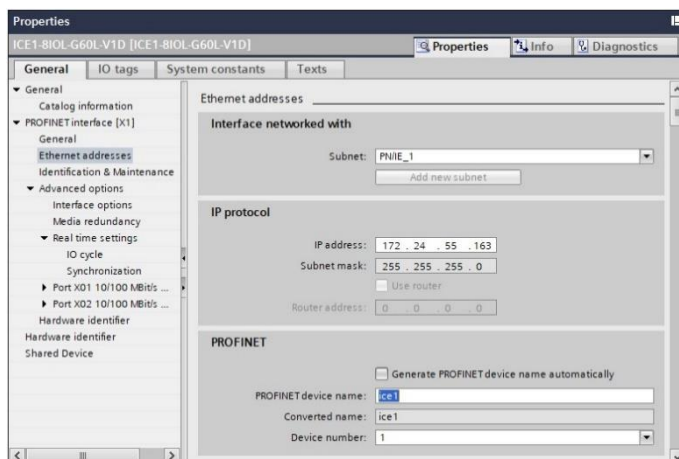 Properties
ICE1-8IOL-G60L-V1D [ICE1-8IOL-G60L-V1D]
Properties Info Diagnostics
General IO tags System constants Texts
General
Catalog information
PROFINET interface [X1]
General
Ethernet addresses
Identification & Maintenance
Advanced options
Interface options
Media redundancy
Real time settings
IO cycle
Synchronization
Port X01 10/100 MBit/s ...
Port X02 10/100 MBit/s ...
Hardware identifier
Hardware identifier
Shared Device
Ethernet addresses
Interface networked with
Subnet: PN/IE_1
Add new subnet
IP protocol
IP address: 172 . 24 . 55 .163
Subnet mask: 255 . 255 . 255 . 0
Use router
Router address: 0 . 0 . 0 . 0
PROFINET
Generate PROFINET device name automatically
PROFINET device name: ice1
Converted name: ice1
Device number: 1